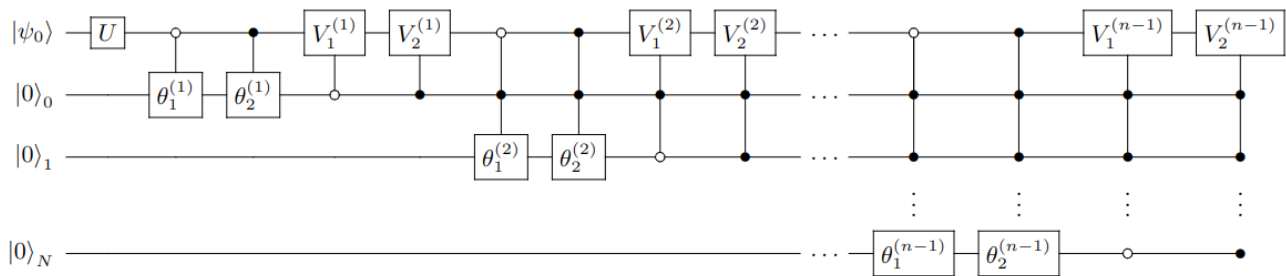 |ψ₀⟩ U V₁⁽¹⁾ V₂⁽¹⁾ V₁⁽²⁾ V₂⁽²⁾ ... ... V₁⁽ⁿ⁻¹⁾ V₂⁽ⁿ⁻¹⁾
|0⟩₀ θ₁⁽¹⁾ θ₂⁽¹⁾ ... ...
|0⟩₁ θ₁⁽²⁾ θ₂⁽²⁾ ...
|0⟩_N ... θ₁⁽ⁿ⁻¹⁾ θ₂⁽ⁿ⁻¹⁾